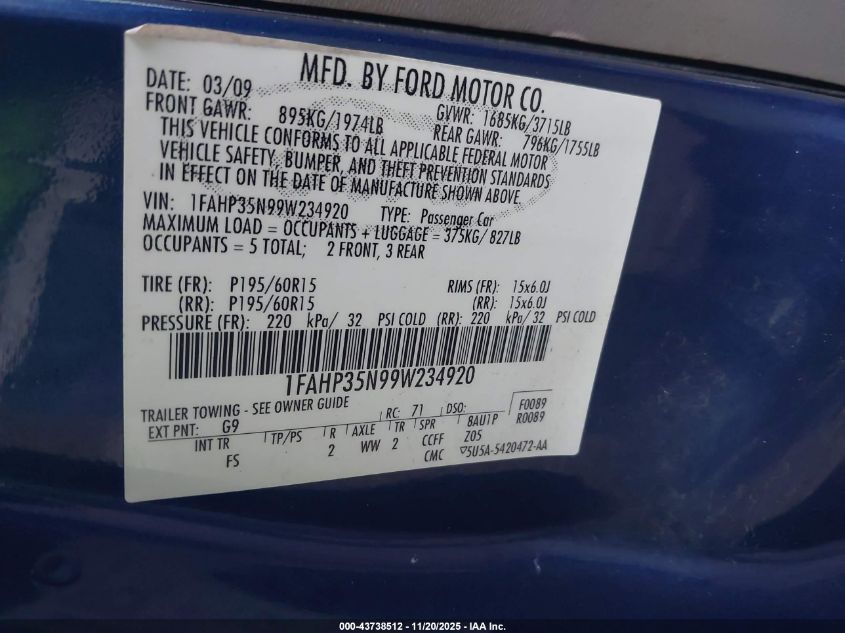 MFD. BY FORD MOTOR CO.
DATE: 03/09 GVWR: 1685KG/3715LB
FRONT GAWR: 895KG/1974LB REAR GAWR: 796KG/1755LB
THIS VEHICLE CONFORMS TO ALL APPLICABLE FEDERAL MOTOR
VEHICLE SAFETY, BUMPER, AND THEFT PREVENTION STANDARDS
IN EFFECT ON THE DATE OF MANUFACTURE SHOWN ABOVE.
VIN: 1FAHP35N99W234920 TYPE: Passenger Car
MAXIMUM LOAD = OCCUPANTS + LUGGAGE = 375KG/ 827LB
OCCUPANTS = 5 TOTAL; 2 FRONT, 3 REAR
TIRE (FR): P195/60R15 RIMS (FR): 15x6.0J
(RR): P195/60R15 (RR): 15x6.0J
PRESSURE (FR): 220 kPa/ 32 PSI COLD (RR): 220 kPa/ 32 PSI COLD
1FAHP35N99W234920
TRAILER TOWING - SEE OWNER GUIDE
EXT PNT: G9 RC: 71 DSO: F0089
R0089
INT TR TP/PS R AXLE TR SPR 8AU1P
FS 2 WW 2 CCFF Z05
CMC 5U5A-5420472-AA
000-43738512 - 11/20/2025 - IAA Inc.